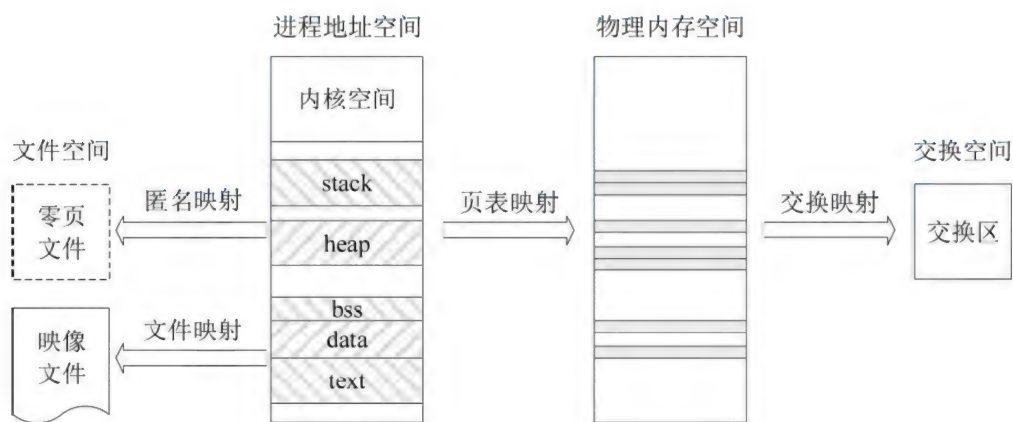 进程地址空间
物理内存空间
内核空间
文件空间
交换空间
stack
零页
文件
匿名映射
页表映射
交换映射
交换区
heap
bss
映像
文件
文件映射
data
text